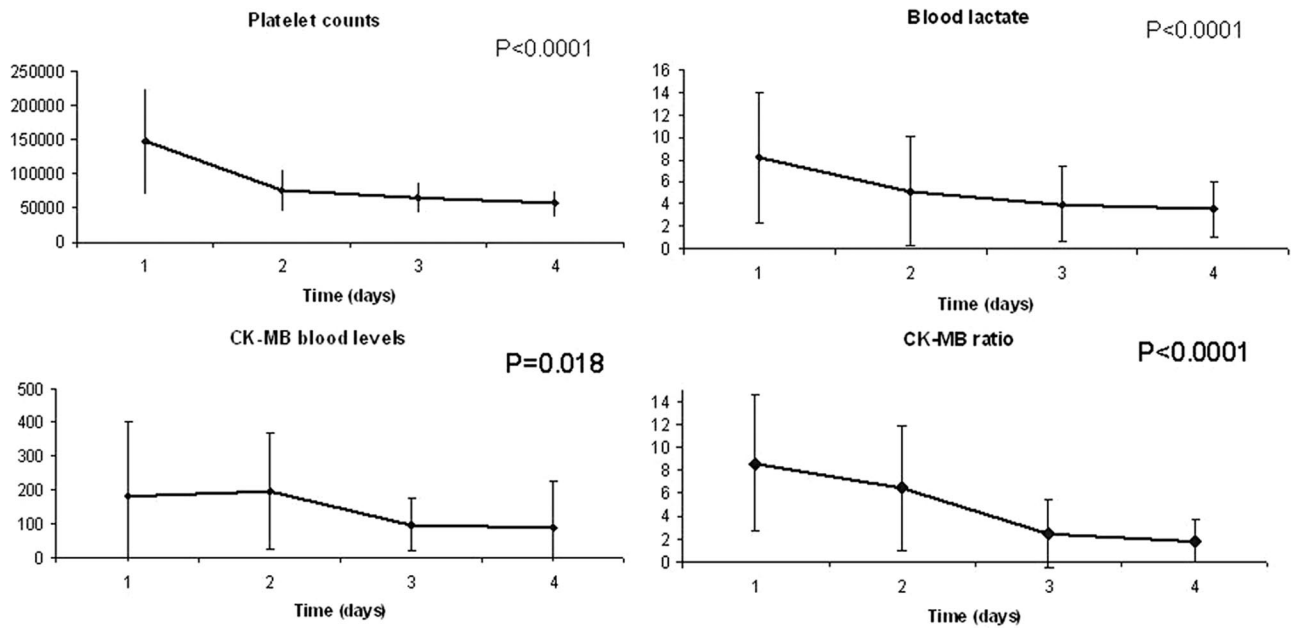 Platelet counts
P<0.0001
250000
200000
150000
100000
50000
0
1 2 3 4
Time (days)
Blood lactate
P<0.0001
16
14
12
10
8
6
4
2
0
1 2 3 4
Time (days)
CK-MB blood levels
P=0.018
500
400
300
200
100
0
1 2 3 4
Time (days)
CK-MB ratio
P<0.0001
14
12
10
8
6
4
2
0
1 2 3 4
Time (days)